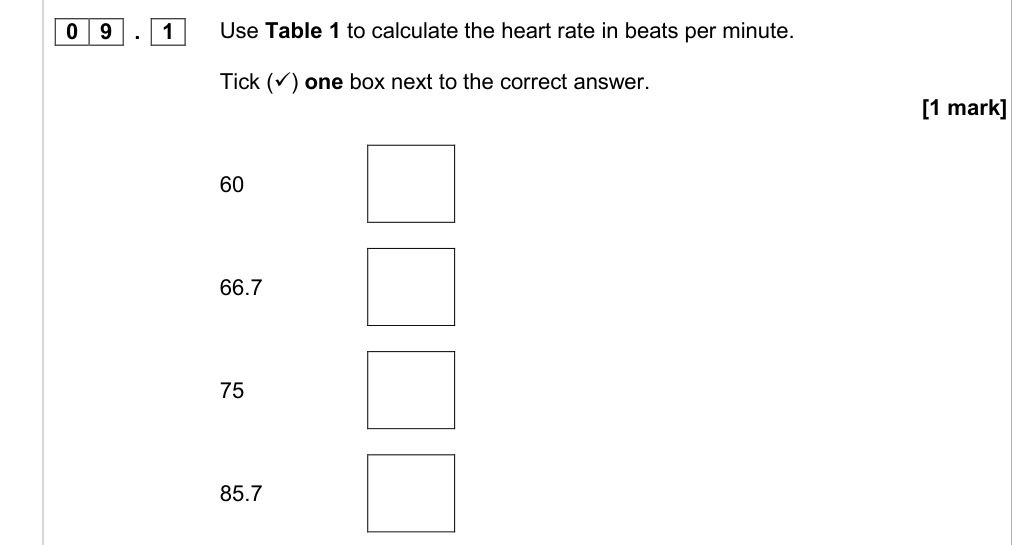 0 9 . 1 Use Table 1 to calculate the heart rate in beats per minute.
Tick (✓) one box next to the correct answer.
[1 mark]
60
66.7
75
85.7